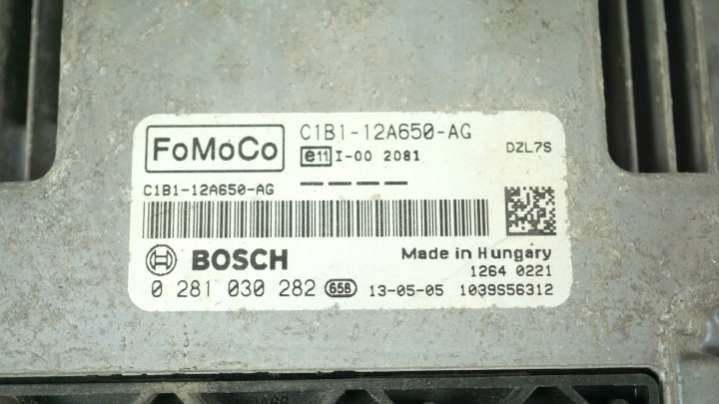 FoMoCo C1B1-12A650-AG
e11 I-00 2081 DZL7S
C1B1-12A650-AG
BOSCH Made in Hungary
1264 0221
0 281 030 282 658 13-05-05 1039S56312